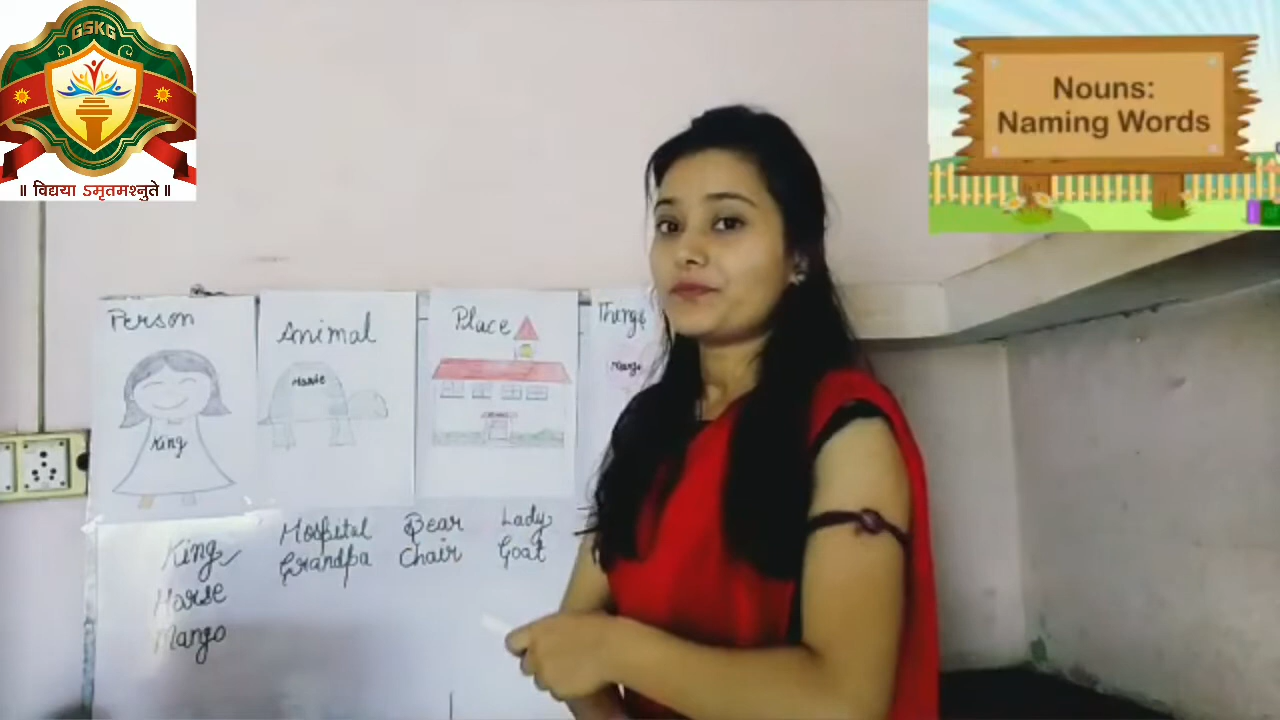 GSKG
॥ विद्यया ऽमृतमश्नुते ॥
Nouns:
Naming Words
Person
Animal
Place
Things
King
Horse
Mango
Hospital Bear Lady
King
Grandpa Chair Goat
Horse
Mango